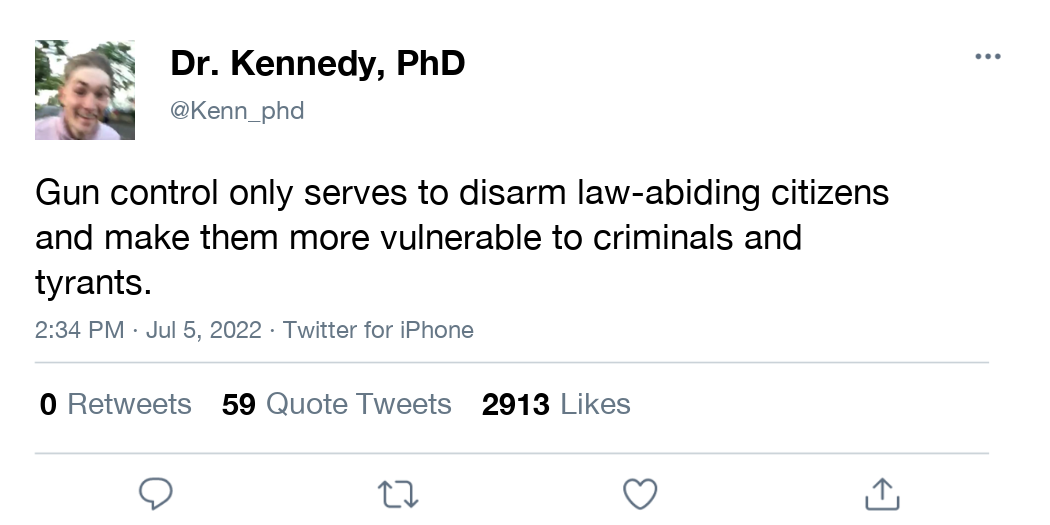 Dr. Kennedy, PhD
@Kenn_phd
Gun control only serves to disarm law-abiding citizens
and make them more vulnerable to criminals and
tyrants.
2:34 PM · Jul 5, 2022 · Twitter for iPhone
0 Retweets 59 Quote Tweets 2913 Likes